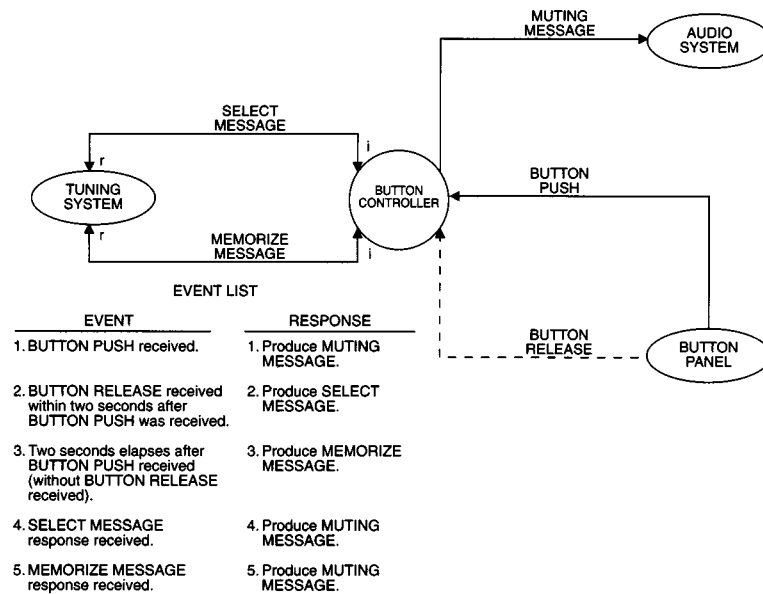 MUTING
MESSAGE
AUDIO
SYSTEM
SELECT
MESSAGE
i
r
TUNING
SYSTEM
BUTTON
CONTROLLER
BUTTON
PUSH
r
MEMORIZE
MESSAGE
i
BUTTON
RELEASE
BUTTON
PANEL
EVENT LIST
EVENT
1. BUTTON PUSH received.
2. BUTTON RELEASE received
within two seconds after
BUTTON PUSH was received.
3. Two seconds elapses after
BUTTON PUSH received
(without BUTTON RELEASE
received).
4. SELECT MESSAGE
response received.
5. MEMORIZE MESSAGE
response received.
RESPONSE
1. Produce MUTING
MESSAGE.
2. Produce SELECT
MESSAGE.
3. Produce MEMORIZE
MESSAGE.
4. Produce MUTING
MESSAGE.
5. Produce MUTING
MESSAGE.